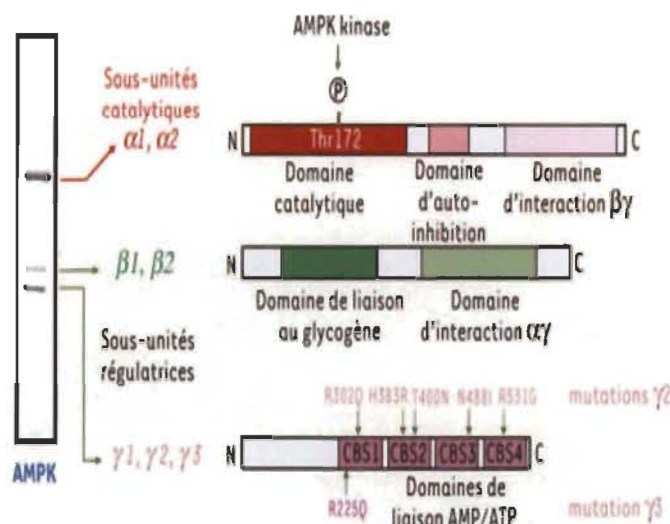 AMPK kinase
P
Sous-unités
catalytiques
α1, α2
N
Thr172
C
Domaine
catalytique
Domaine
d'auto-
inhibition
Domaine
d'interaction βγ
β1, β2
N
C
Domaine de liaison
au glycogène
Domaine
d'interaction αγ
Sous-unités
régulatrices
R302Q H383R T400N N488I R531G
mutations γ2
γ1, γ2, γ3
N
CBS1 CBS2 CBS3 CBS4
C
AMPK
R225Q
Domaines de
liaison AMP/ATP
mutation γ3